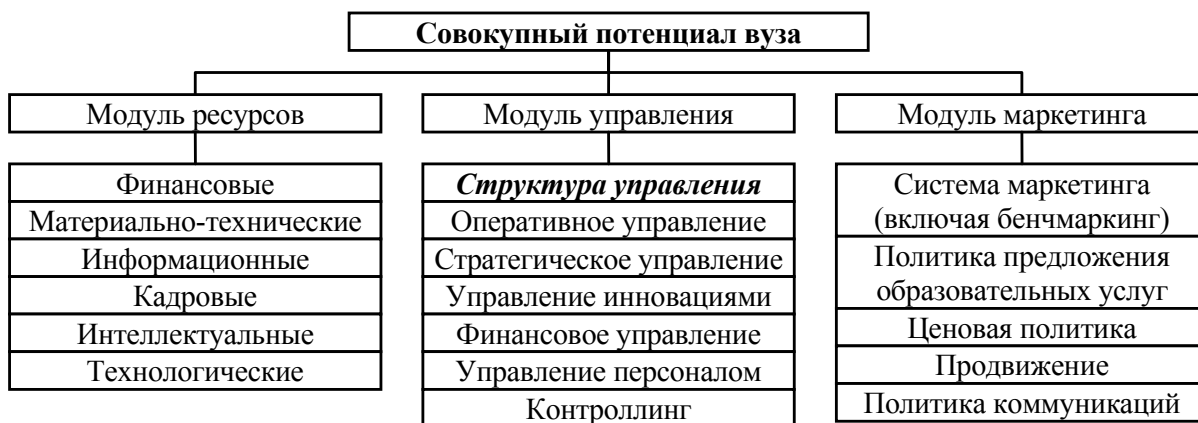 Совокупный потенциал вуза
Модуль ресурсов
Финансовые
Материально-технические
Информационные
Кадровые
Интеллектуальные
Технологические
Модуль управления
Структура управления
Оперативное управление
Стратегическое управление
Управление инновациями
Финансовое управление
Управление персоналом
Контроллинг
Модуль маркетинга
Система маркетинга
(включая бенчмаркинг)
Политика предложения
образовательных услуг
Ценовая политика
Продвижение
Политика коммуникаций